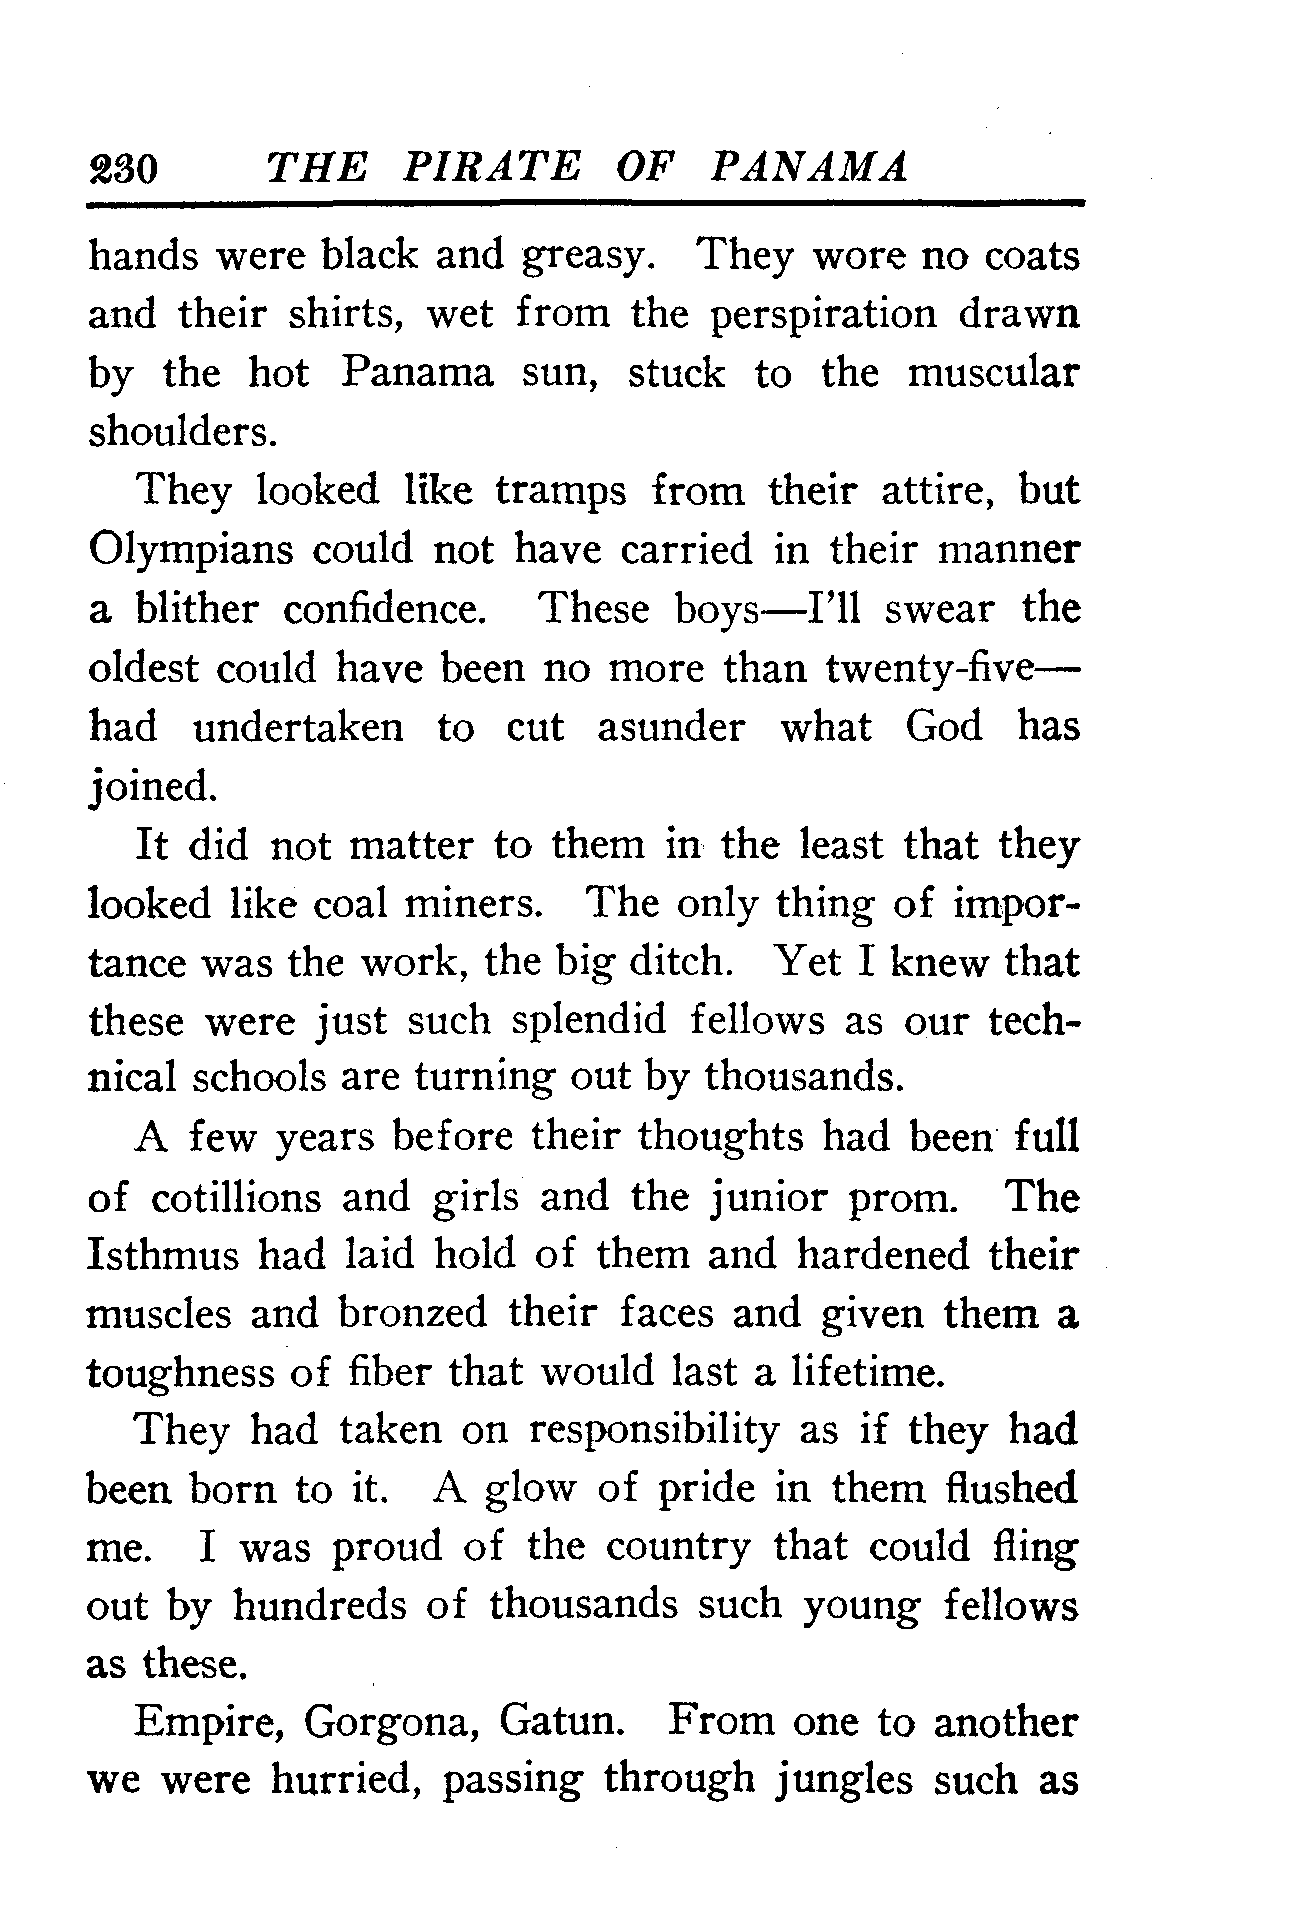 230 THE PIRATE OF PANAMA
hands were black and greasy. They wore no coats
and their shirts, wet from the perspiration drawn
by the hot Panama sun, stuck to the muscular
shoulders.
They looked like tramps from their attire, but
Olympians could not have carried in their manner
a blither confidence. These boys—I'll swear the
oldest could have been no more than twenty-five—
had undertaken to cut asunder what God has
joined.
It did not matter to them in the least that they
looked like coal miners. The only thing of impor-
tance was the work, the big ditch. Yet I knew that
these were just such splendid fellows as our tech-
nical schools are turning out by thousands.
A few years before their thoughts had been full
of cotillions and girls and the junior prom. The
Isthmus had laid hold of them and hardened their
muscles and bronzed their faces and given them a
toughness of fiber that would last a lifetime.
They had taken on responsibility as if they had
been born to it. A glow of pride in them flushed
me. I was proud of the country that could fling
out by hundreds of thousands such young fellows
as these.
Empire, Gorgona, Gatun. From one to another
we were hurried, passing through jungles such as